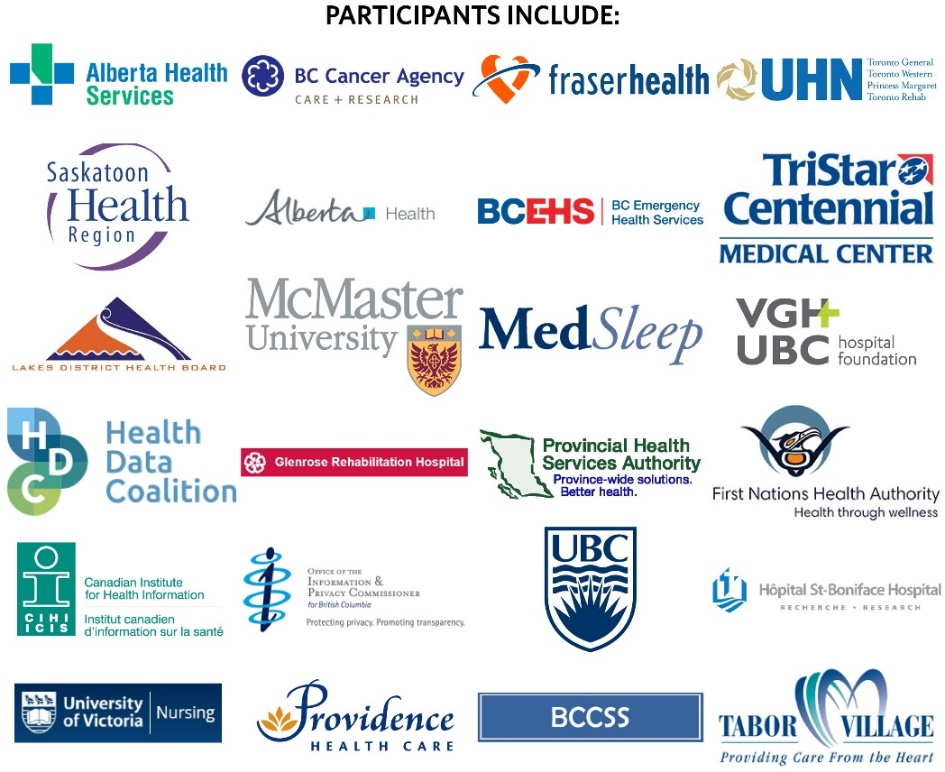 PARTICIPANTS INCLUDE:
Alberta Health
Services
BC Cancer Agency
CARE + RESEARCH
fraserhealth
UHN
Toronto General
Toronto Western
Princess Margaret
Toronto Rehab
Saskatoon
Health
Region
Alberta Health
BCEHS
BC Emergency
Health Services
TriStar
Centennial
MEDICAL CENTER
LAKES DISTRICT HEALTH BOARD
McMaster
University
MedSleep
VGH+
UBC
hospital
foundation
HDC
Health
Data
Coalition
Glenrose Rehabilitation Hospital
Provincial Health
Services Authority
Province-wide solutions.
Better health.
First Nations Health Authority
Health through wellness
CIHI
ICIS
Canadian Institute
for Health Information
Institut canadien
d'information sur la santé
OFFICE OF THE
INFORMATION &
PRIVACY COMMISSIONER
for British Columbia
Protecting privacy. Promoting transparency.
UBC
Hôpital St-Boniface Hospital
RECHERCHE • RESEARCH
University
of Victoria
Nursing
Providence
HEALTH CARE
BCCSS
TABOR VILLAGE
Providing Care From the Heart